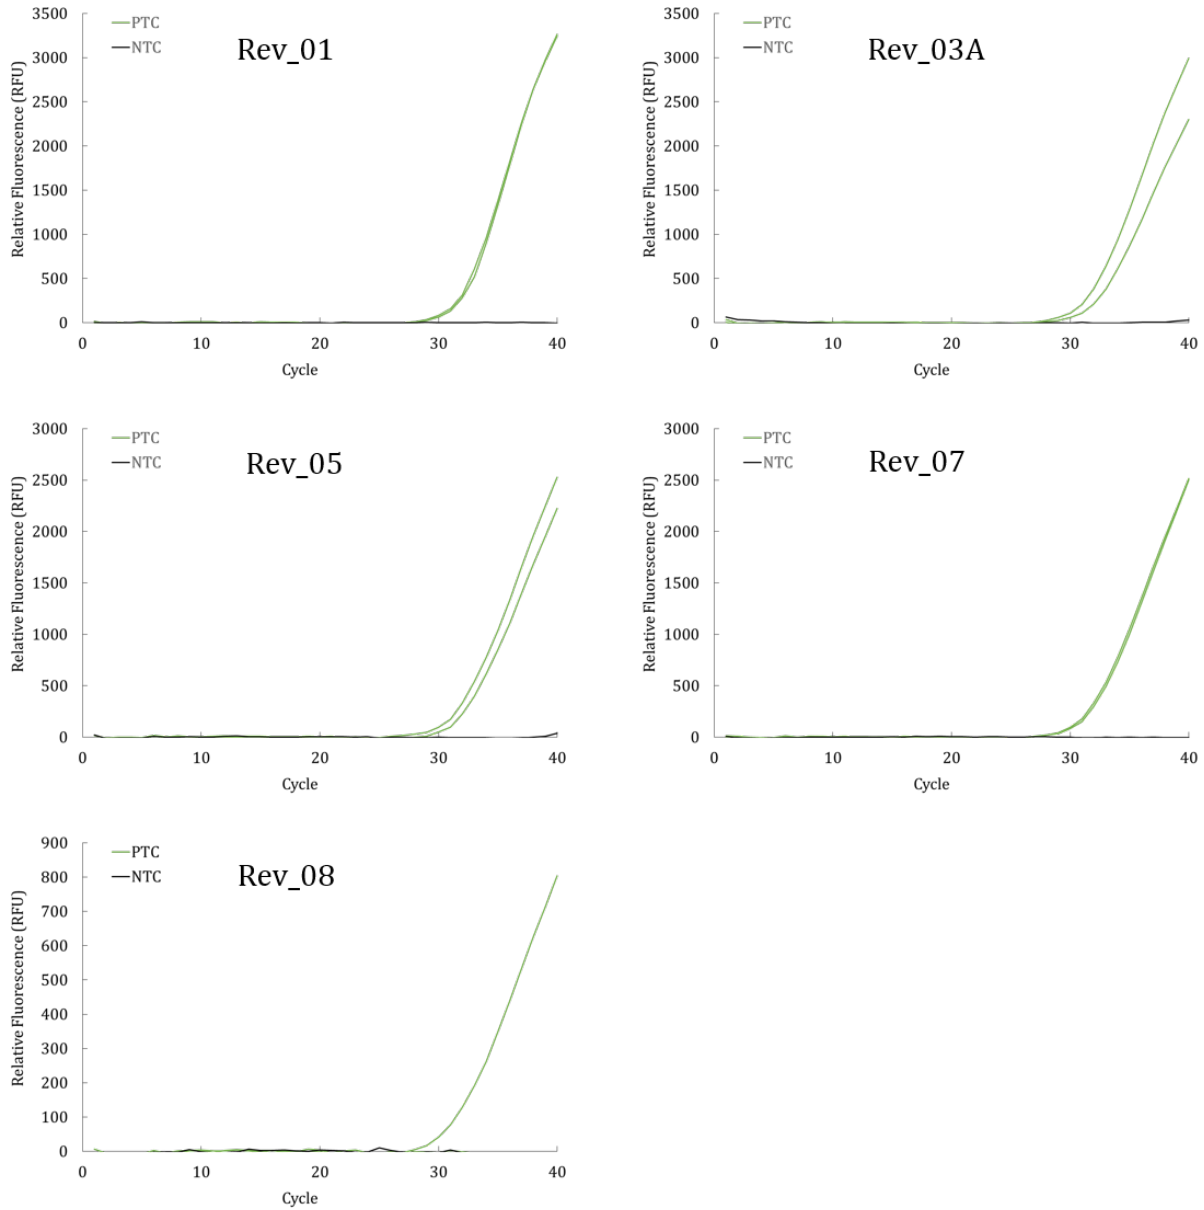 PTC
NTC
Rev_01
Relative Fluorescence (RFU)
3500
3000
2500
2000
1500
1000
500
0
0 10 20 30 40
Cycle
PTC
NTC
Rev_03A
Relative Fluorescence (RFU)
3500
3000
2500
2000
1500
1000
500
0
0 10 20 30 40
Cycle
PTC
NTC
Rev_05
Relative Fluorescence (RFU)
3000
2500
2000
1500
1000
500
0
0 10 20 30 40
Cycle
PTC
NTC
Rev_07
Relative Fluorescence (RFU)
3000
2500
2000
1500
1000
500
0
0 10 20 30 40
Cycle
PTC
NTC
Rev_08
Relative Fluorescence (RFU)
900
800
700
600
500
400
300
200
100
0
0 10 20 30 40
Cycle